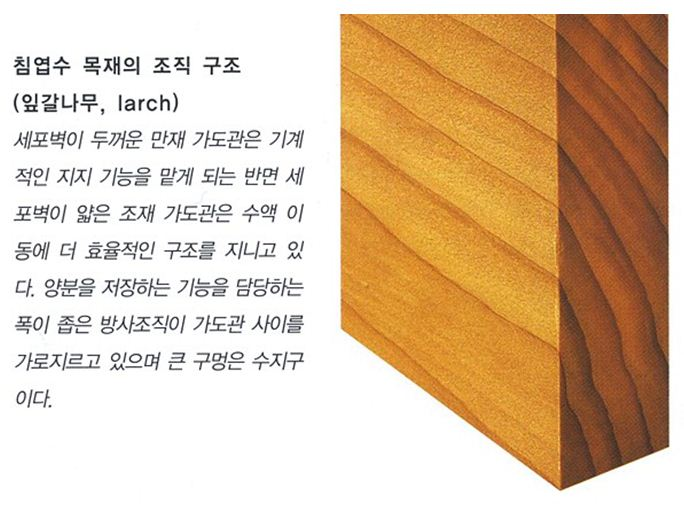 침엽수 목재의 조직 구조
(잎갈나무, larch)
세포벽이 두꺼운 만재 가도관은 기계
적인 지지 기능을 맡게 되는 반면 세
포벽이 얇은 조재 가도관은 수액 이
동에 더 효율적인 구조를 지니고 있
다. 양분을 저장하는 기능을 담당하는
폭이 좁은 방사조직이 가도관 사이를
가로지르고 있으며 큰 구멍은 수지구
이다.